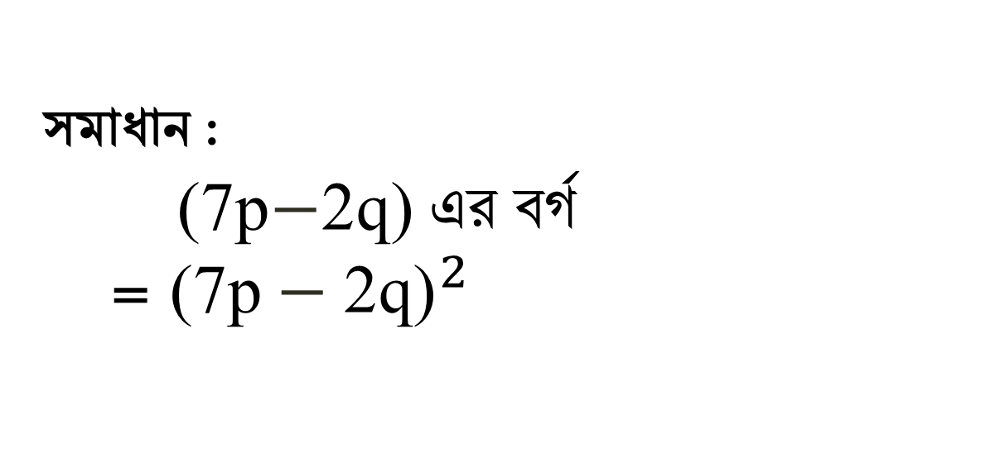 সমাধান :
(7p−2q) এর বর্গ
= (7p − 2q)²